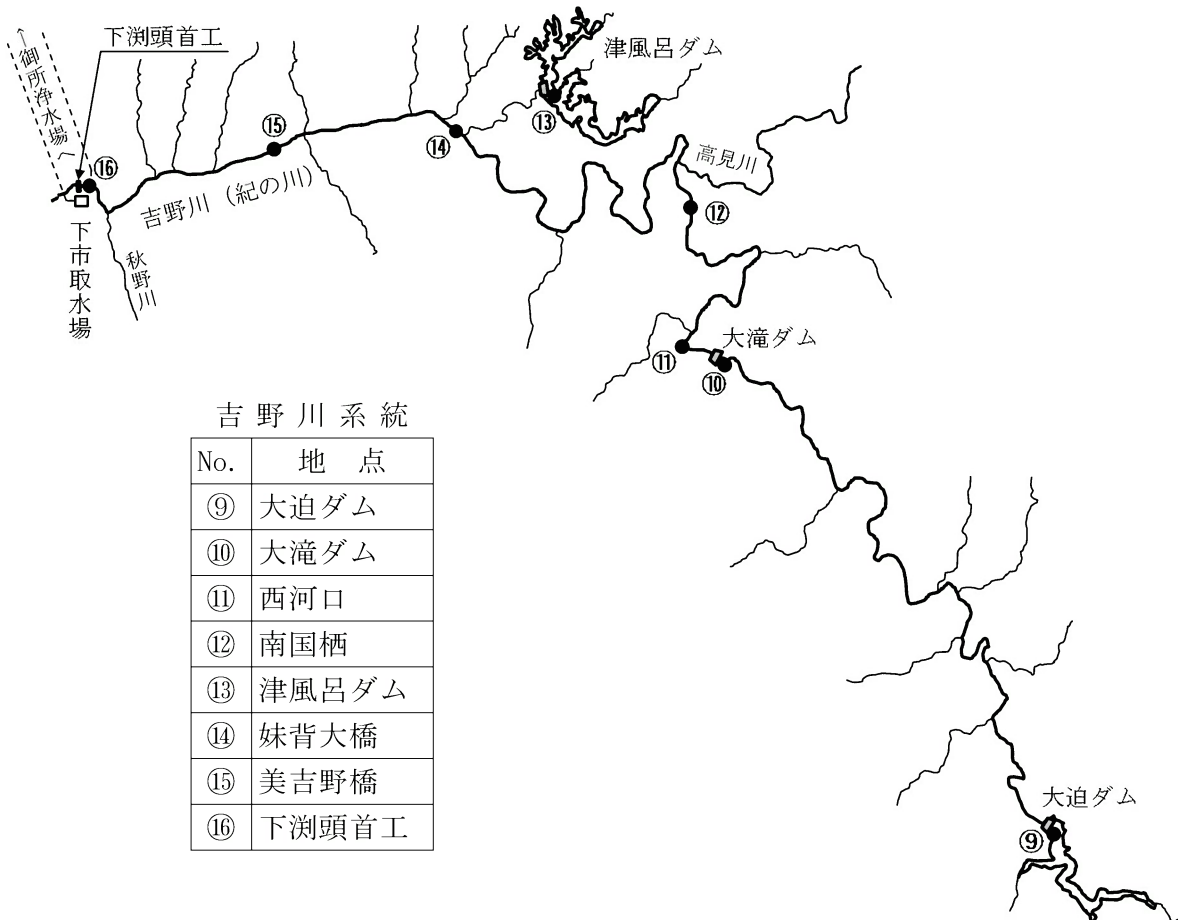 下渕頭首工
津風呂ダム
←御所浄水場へ
⑬
⑮
⑭
高見川
⑯
吉野川（紀の川）
⑫
下市取水場
秋野川
大滝ダム
⑪
⑩
吉野川系統
No. 地点
⑨ 大迫ダム
⑩ 大滝ダム
⑪ 西河口
⑫ 南国栖
⑬ 津風呂ダム
⑭ 妹背大橋
⑮ 美吉野橋
⑯ 下渕頭首工
大迫ダム
⑨